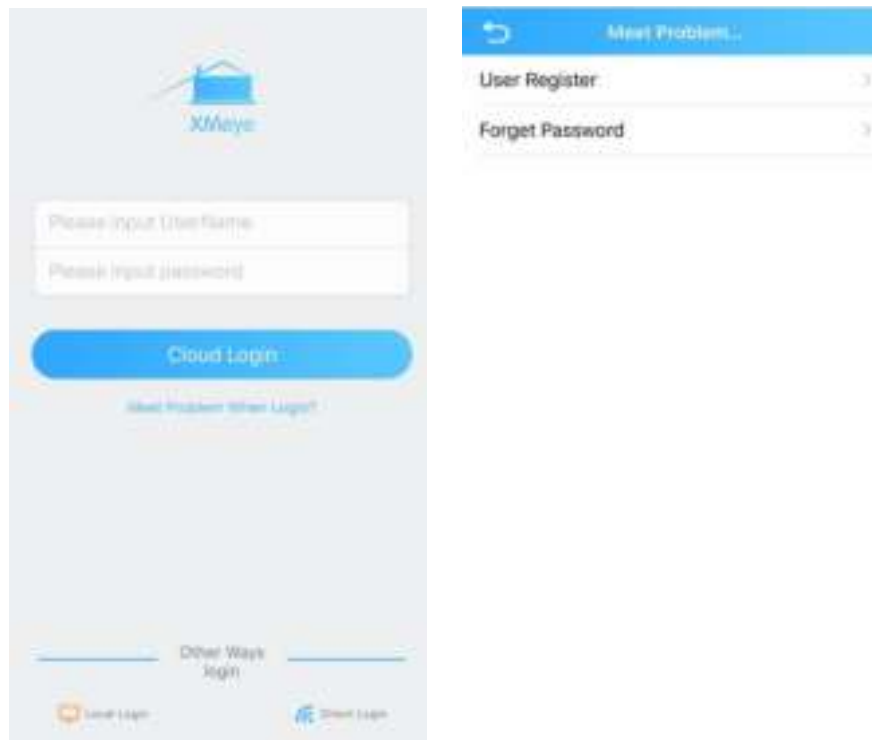 XMeye
Please input UserName
Please input password
Cloud Login
Meet Problem When Login?
Other Ways
login
Local Login
Direct Login
Meet Problem...
User Register
Forget Password